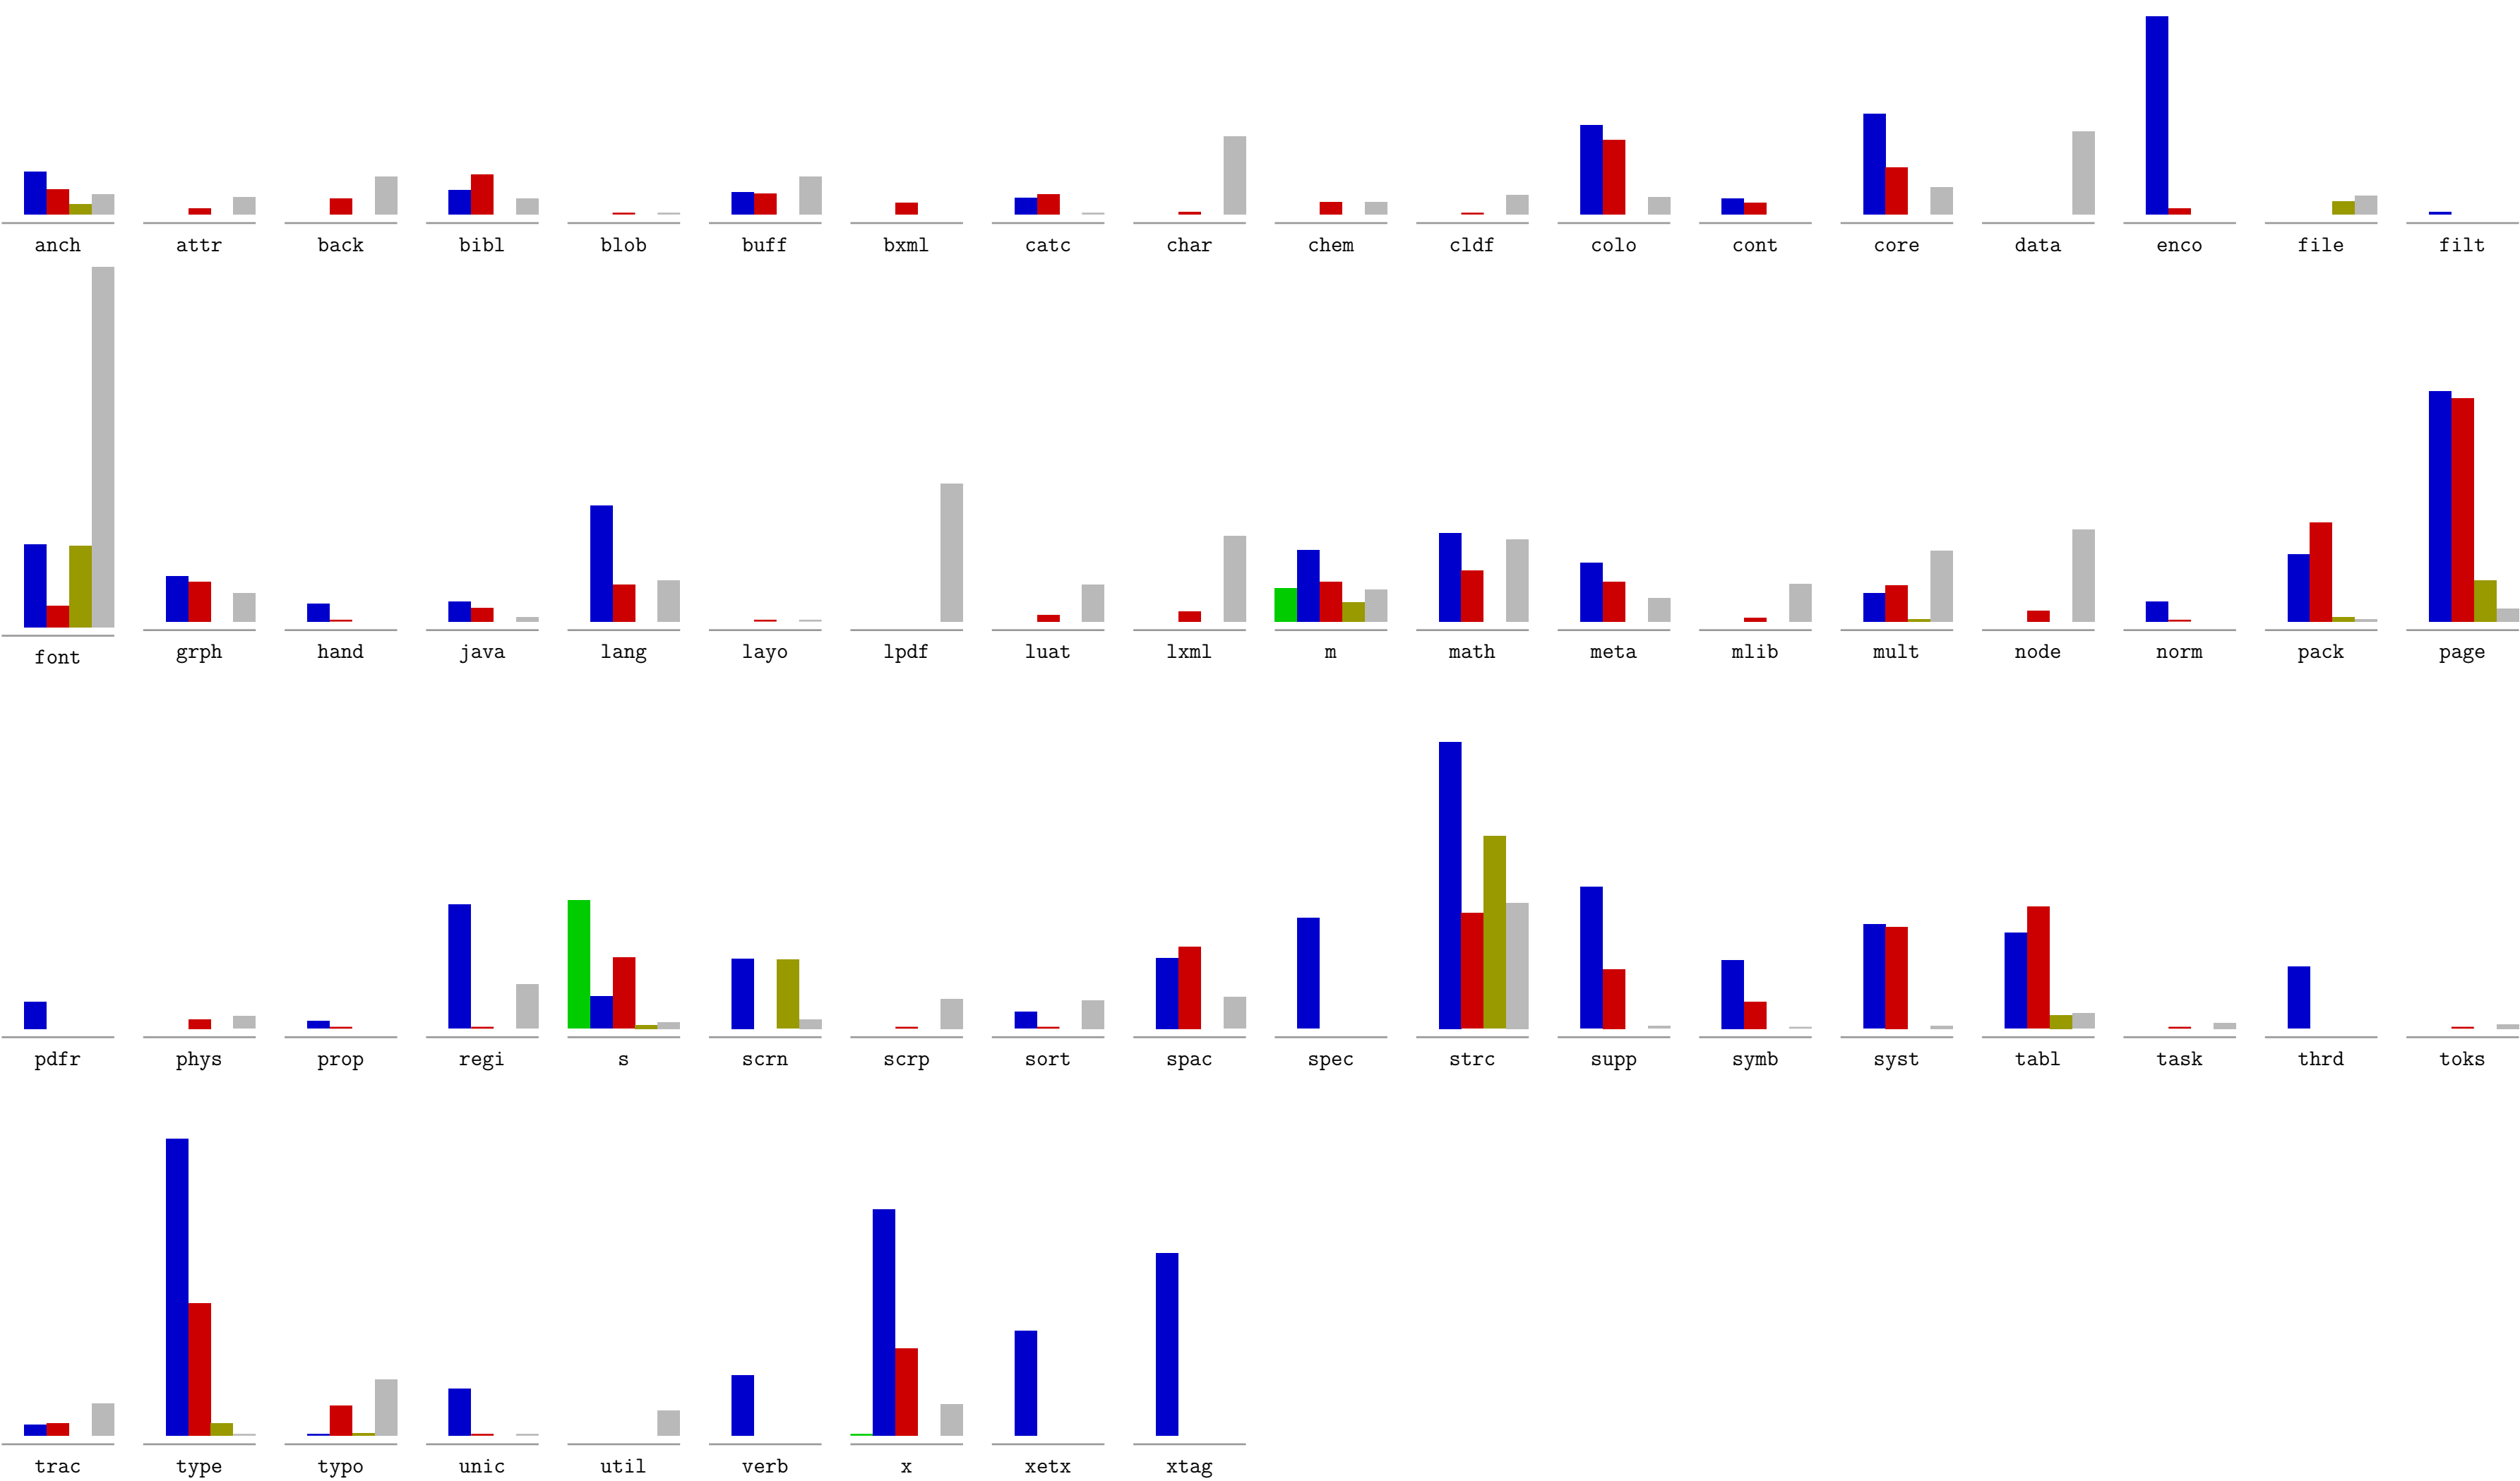 anch attr back bibl blob buff bxml catc char chem cldf colo cont core data enco file filt
font grph hand java lang layo lpdf luat lxml m math meta mlib mult node norm pack page
pdfr phys prop regi s scrn scrp sort spac spec strc supp symb syst tabl task thrd toks
trac type typo unic util verb x xetx xtag